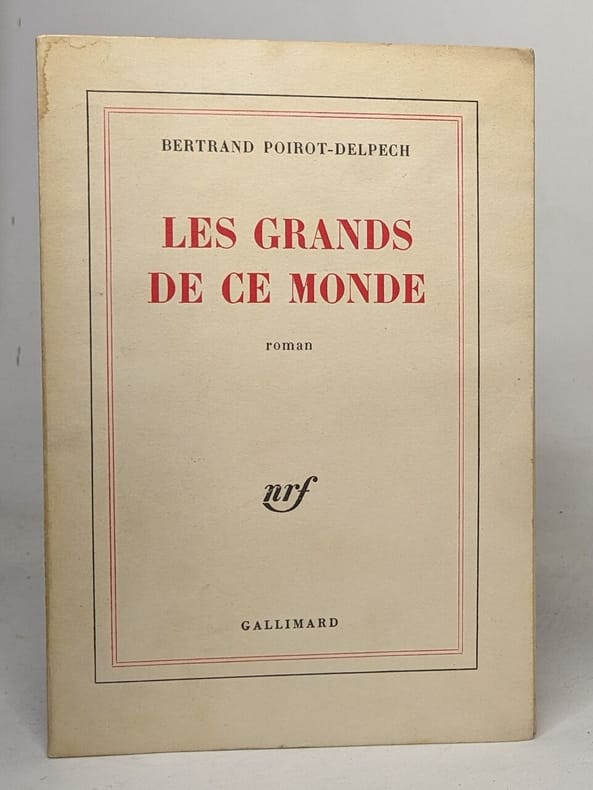 BERTRAND POIROT-DELPECH
LES GRANDS
DE CE MONDE
roman
nrf
GALLIMARD